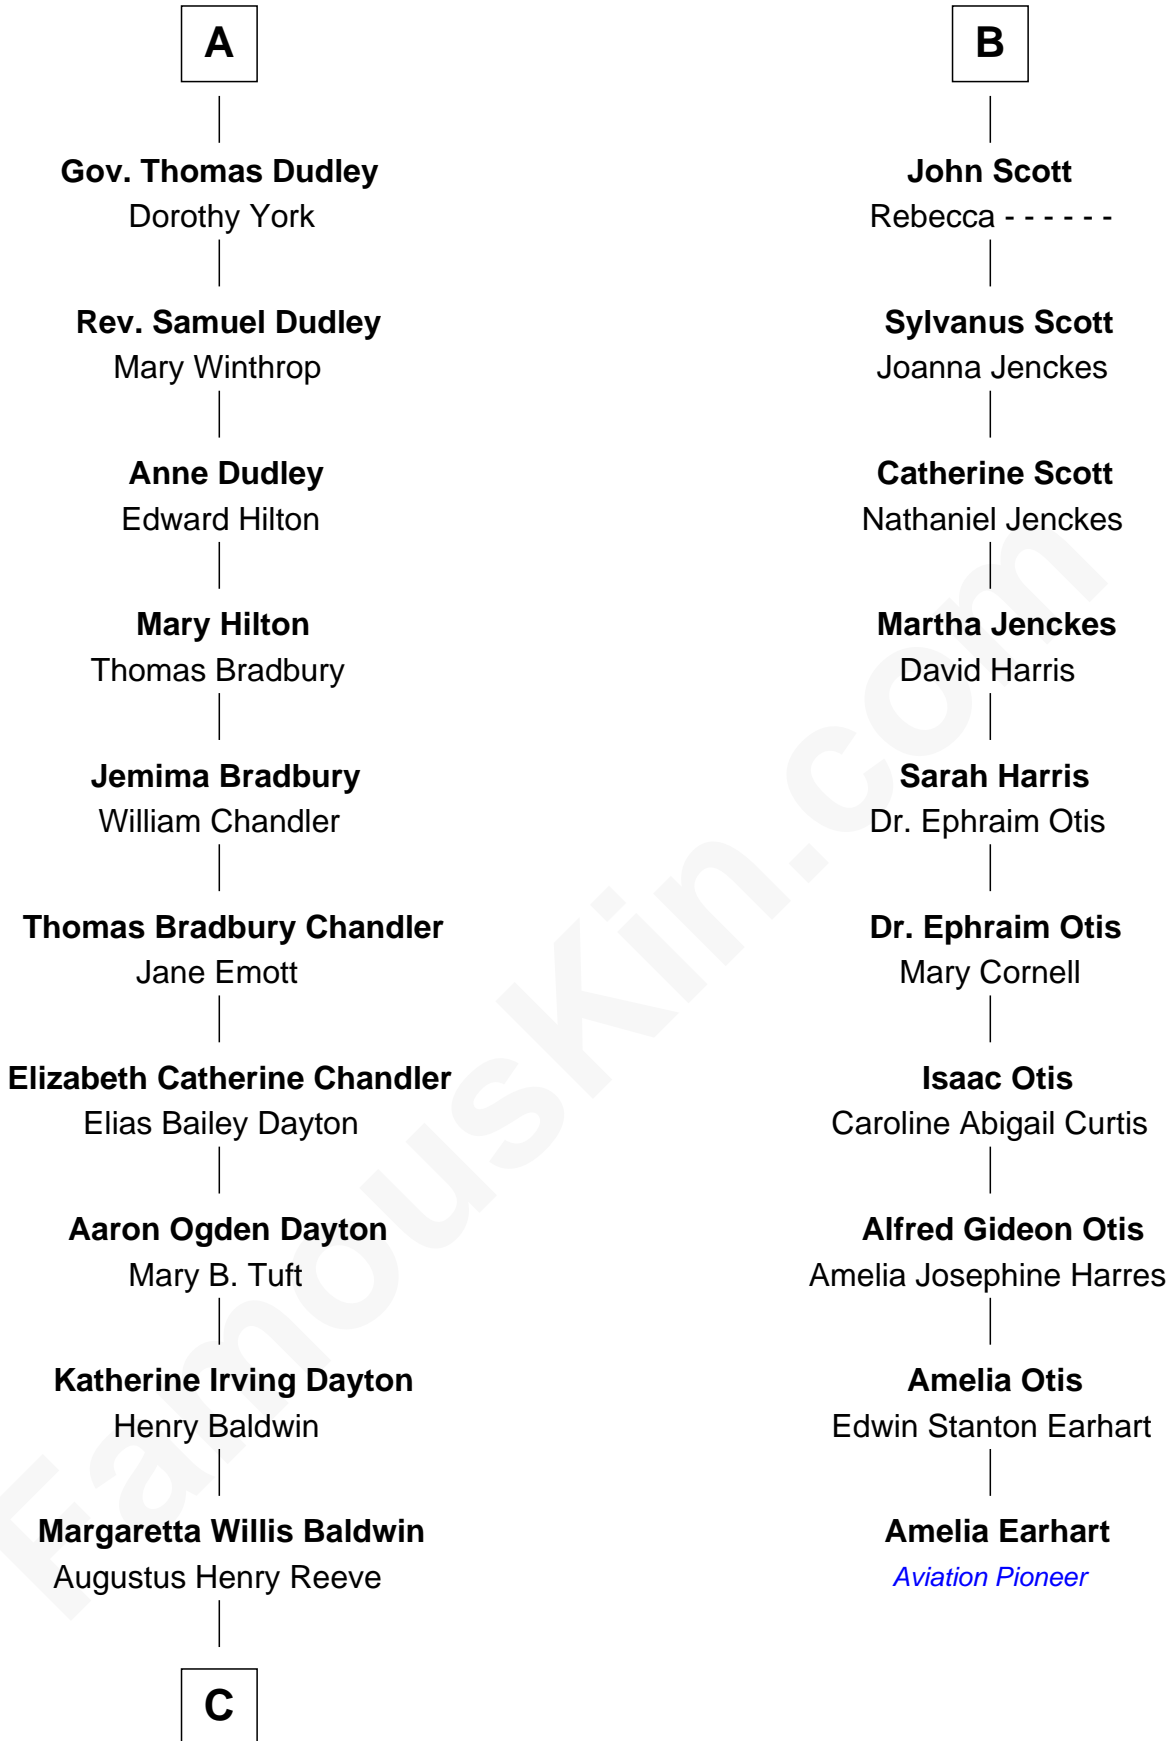 A
Gov. Thomas Dudley
Dorothy York
Rev. Samuel Dudley
Mary Winthrop
Anne Dudley
Edward Hilton
Mary Hilton
Thomas Bradbury
Jemima Bradbury
William Chandler
Thomas Bradbury Chandler
Jane Emott
Elizabeth Catherine Chandler
Elias Bailey Dayton
Aaron Ogden Dayton
Mary B. Tuft
Katherine Irving Dayton
Henry Baldwin
Margaretta Willis Baldwin
Augustus Henry Reeve
C
B
John Scott
Rebecca - - - - - -
Sylvanus Scott
Joanna Jenckes
Catherine Scott
Nathaniel Jenckes
Martha Jenckes
David Harris
Sarah Harris
Dr. Ephraim Otis
Dr. Ephraim Otis
Mary Cornell
Isaac Otis
Caroline Abigail Curtis
Alfred Gideon Otis
Amelia Josephine Harres
Amelia Otis
Edwin Stanton Earhart
Amelia Earhart
Aviation Pioneer
FamousKin.com